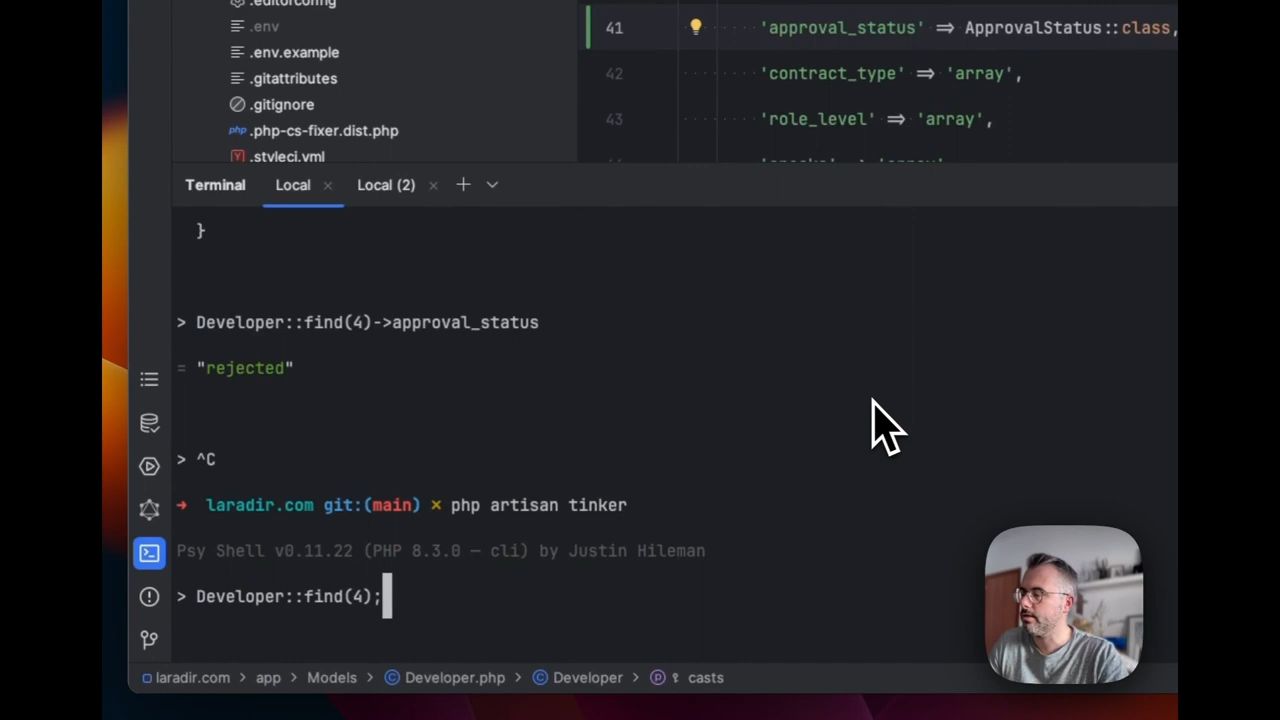 .editorconfig
.env
.env.example
.gitattributes
.gitignore
php .php-cs-fixer.dist.php
Y .styleci.yml
41 'approval_status' => ApprovalStatus::class,
42 'contract_type' => 'array',
43 'role_level' => 'array',
Terminal Local × Local (2) ×
}
> Developer::find(4)->approval_status
= "rejected"
> ^C
➜ laradir.com git:(main) × php artisan tinker
Psy Shell v0.11.22 (PHP 8.3.0 — cli) by Justin Hileman
> Developer::find(4);
laradir.com > app > Models > Developer.php > Developer > casts